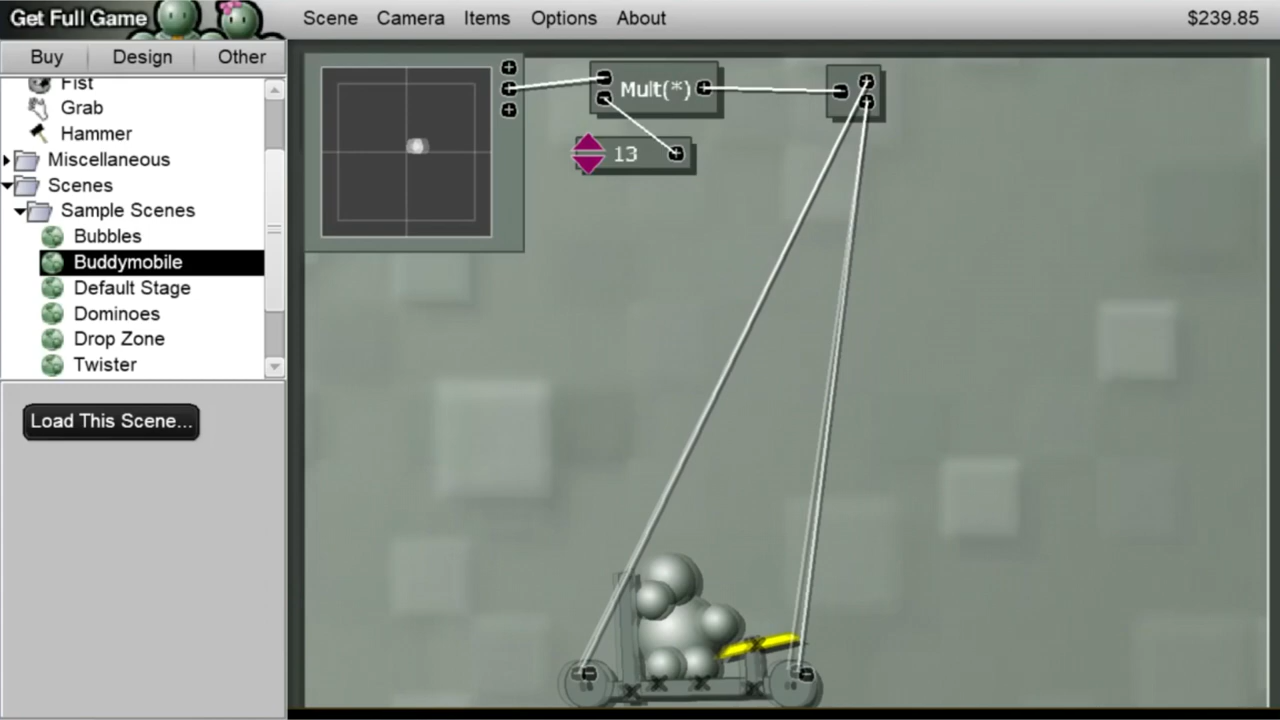 Get Full Game
Scene Camera Items Options About
$239.85
Buy Design Other
Fist
Grab
Hammer
Miscellaneous
Scenes
Sample Scenes
Bubbles
Buddymobile
Default Stage
Dominoes
Drop Zone
Twister
Load This Scene...
Mult(*)
13